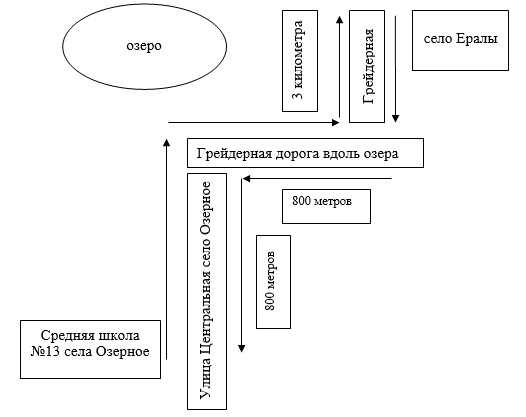 озеро
3 километра
Грейдерная
село Ералы
Грейдерная дорога вдоль озера
Улица Центральная село Озерное
800 метров
800 метров
Средняя школа
№13 села Озерное